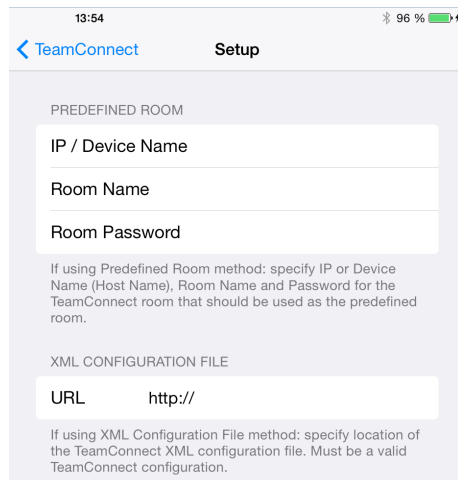 13:54 96 %
TeamConnect Setup
PREDEFINED ROOM
IP / Device Name
Room Name
Room Password
If using Predefined Room method: specify IP or Device
Name (Host Name), Room Name and Password for the
TeamConnect room that should be used as the predefined
room.
XML CONFIGURATION FILE
URL http://
If using XML Configuration File method: specify location of
the TeamConnect XML configuration file. Must be a valid
TeamConnect configuration.